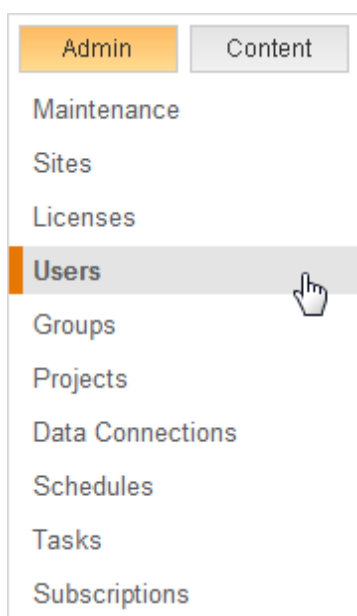 Admin Content
Maintenance
Sites
Licenses
Users
Groups
Projects
Data Connections
Schedules
Tasks
Subscriptions